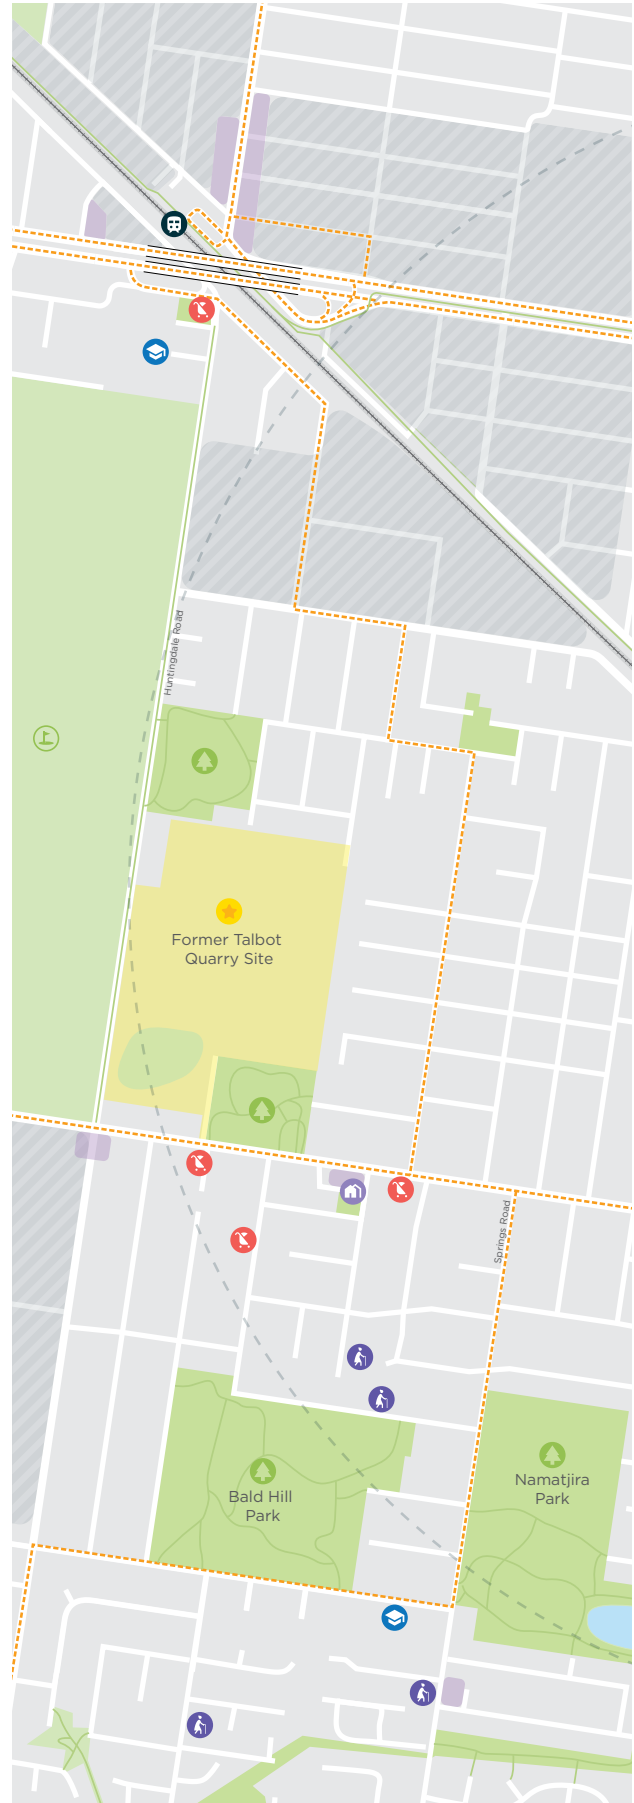 Huntingdale Road
Former Talbot
Quarry Site
Springs Road
Bald Hill
Park
Namatjira
Park